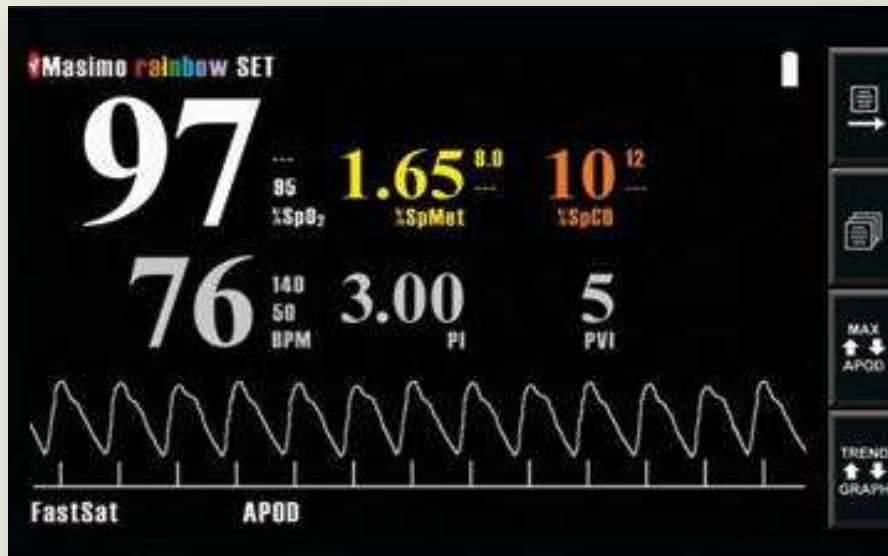 Masimo rainbow SET
97
---
95
%SpO₂
1.65
8.0
---
%SpMet
10
12
---
%SpCO
76
140
50
BPM
3.00
PI
5
PVI
FastSat APOD
MAX
APOD
TREND
GRAPH